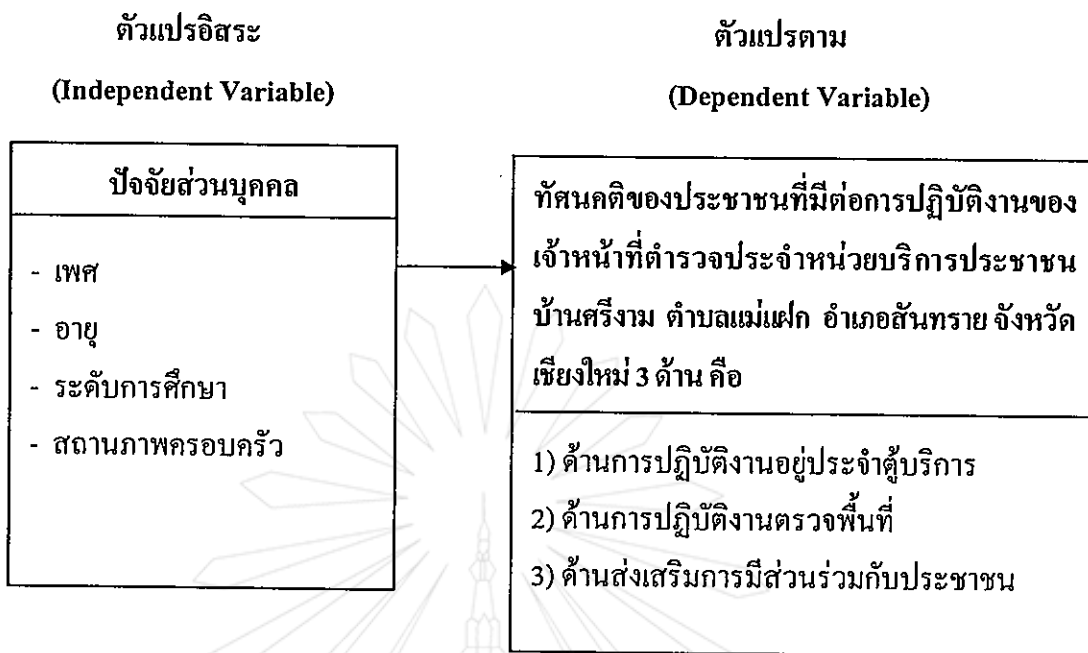 ตัวแปรอิสระ
(Independent Variable)
ปัจจัยส่วนบุคคล
- เพศ
- อายุ
- ระดับการศึกษา
- สถานภาพครอบครัว
ตัวแปรตาม
(Dependent Variable)
ทัศนคติของประชาชนที่มีต่อการปฏิบัติงานของ
เจ้าหน้าที่ตำรวจประจำหน่วยบริการประชาชน
บ้านศรีงาม ตำบลแม่แฝก อำเภอสันทราย จังหวัด
เชียงใหม่ 3 ด้าน คือ
1) ด้านการปฏิบัติงานอยู่ประจำตู้บริการ
2) ด้านการปฏิบัติงานตรวจพื้นที่
3) ด้านส่งเสริมการมีส่วนร่วมกับประชาชน